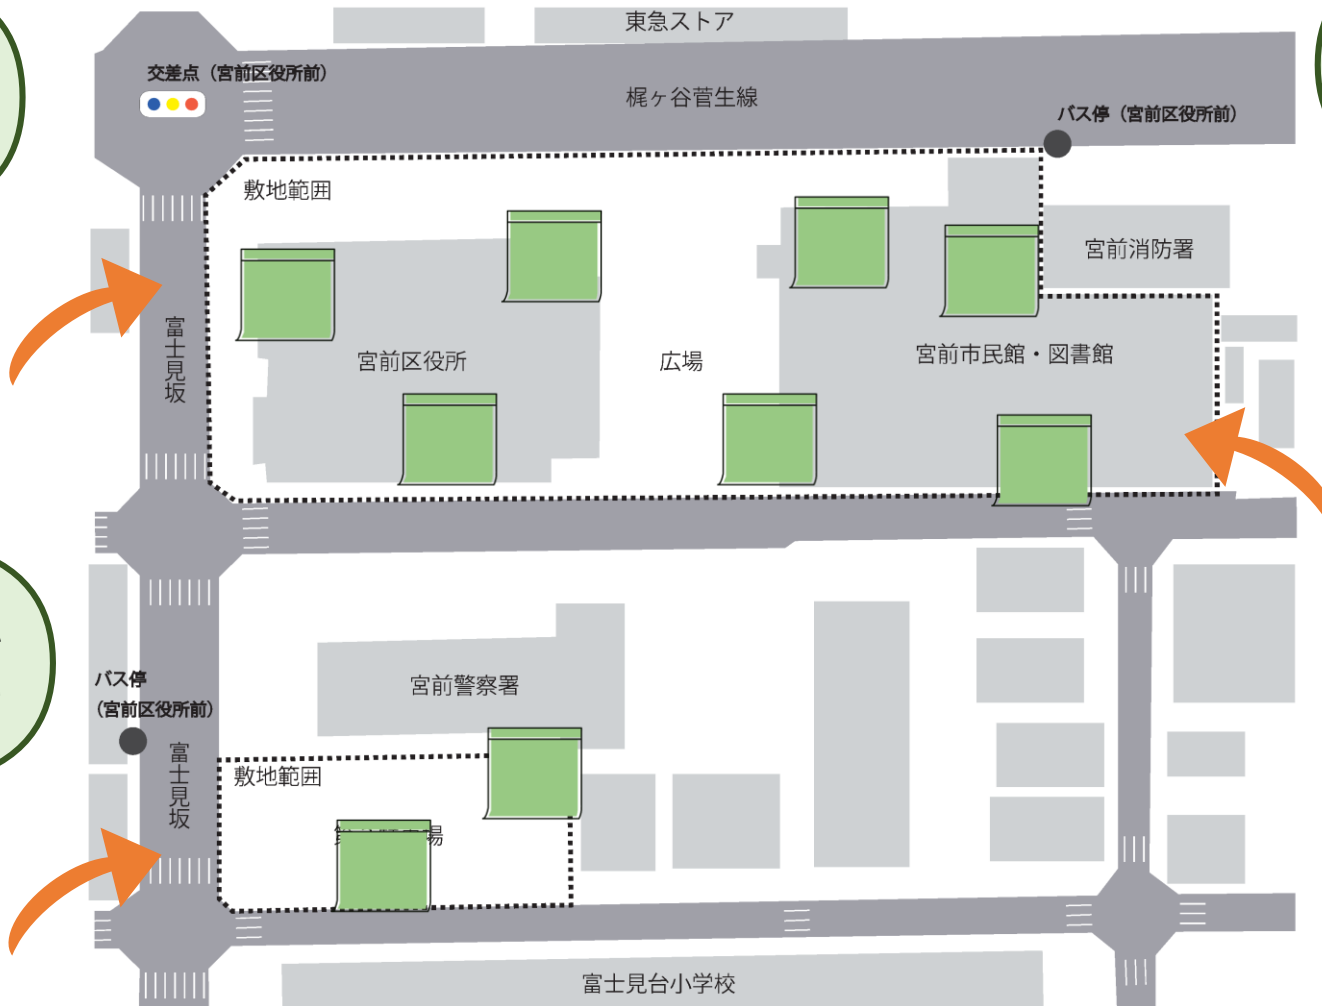 東急ストア
交差点（宮前区役所前）
梶ヶ谷菅生線
バス停（宮前区役所前）
敷地範囲
宮前消防署
富士見坂
宮前区役所
広場
宮前市民館・図書館
バス停
（宮前区役所前）
宮前警察署
富士見坂
敷地範囲
場
富士見台小学校